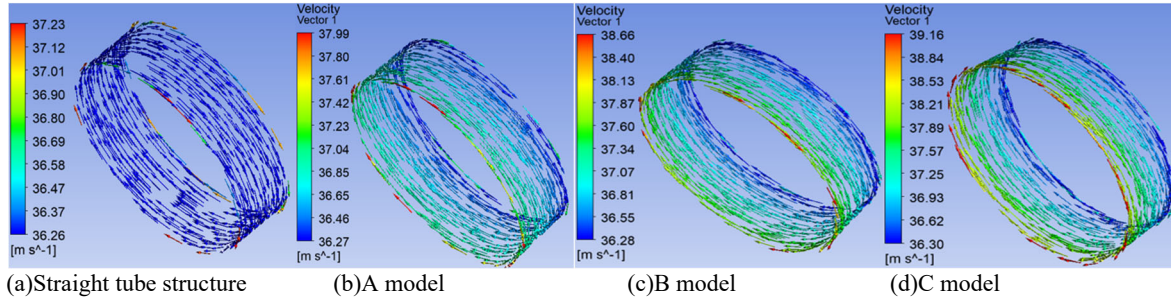 37.23
37.12
37.01
36.91
36.80
36.69
36.58
36.47
36.37
36.26
[m s^-1]
(a)Straight tube structure
Velocity
Vector 1
37.99
37.80
37.61
37.42
37.23
37.04
36.85
36.65
36.46
36.27
[m s^-1]
(b)A model
Velocity
Vector 1
38.66
38.40
38.13
37.87
37.60
37.34
37.07
36.81
36.55
36.28
[m s^-1]
(c)B model
Velocity
Vector 1
39.16
38.84
38.53
38.21
37.89
37.57
37.25
36.93
36.62
36.30
[m s^-1]
(d)C model